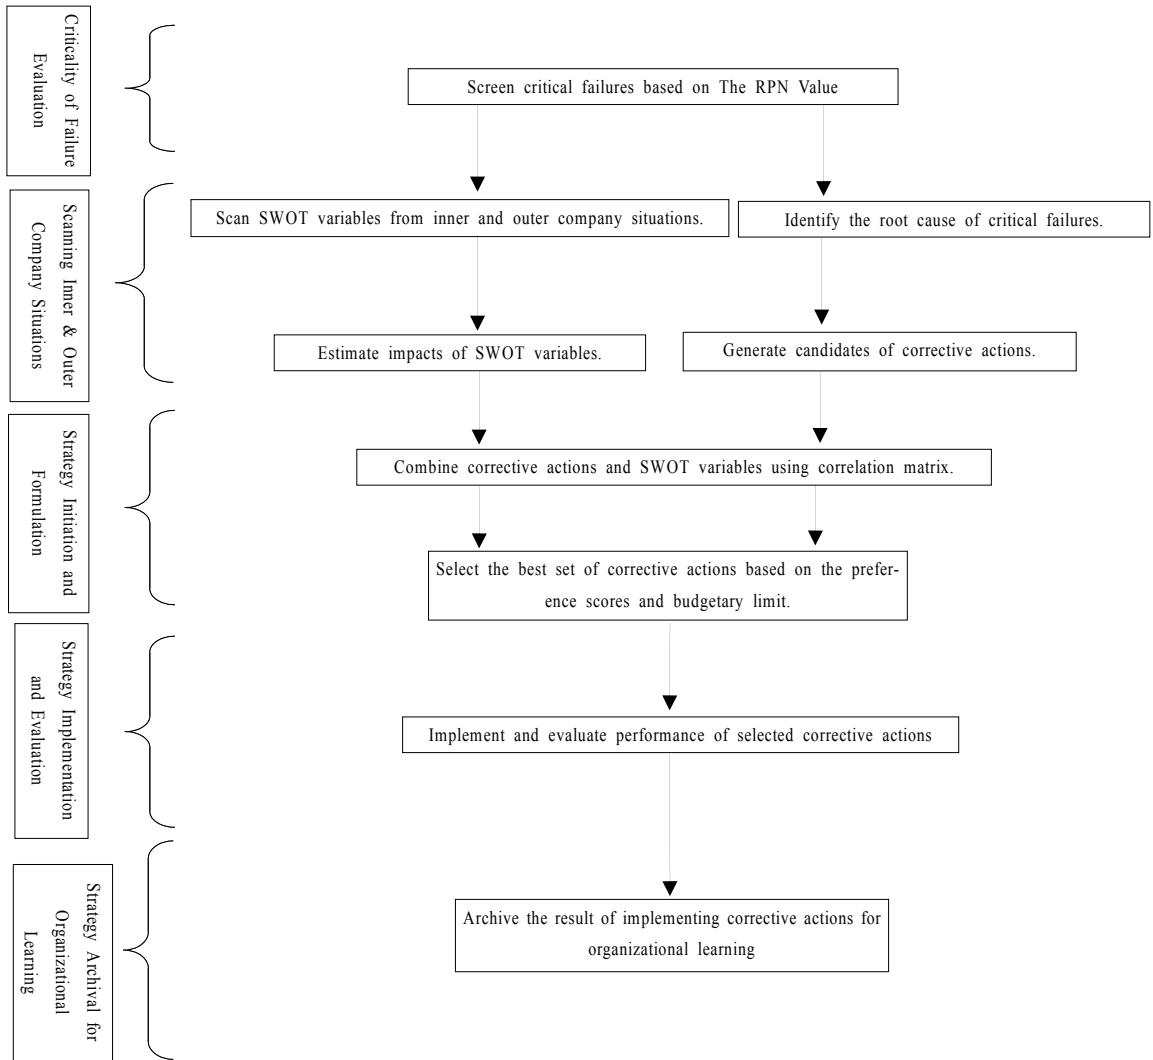 Criticality of Failure
Evaluation
Screen critical failures based on The RPN Value
Scanning Inner & Outer
Company Situations
Scan SWOT variables from inner and outer company situations.
Identify the root cause of critical failures.
Estimate impacts of SWOT variables.
Generate candidates of corrective actions.
Strategy Initiation and
Formulation
Combine corrective actions and SWOT variables using correlation matrix.
Select the best set of corrective actions based on the prefer-
ence scores and budgetary limit.
Strategy Implementation
and Evaluation
Implement and evaluate performance of selected corrective actions
Strategy Archival for
Organizational
Learning
Archive the result of implementing corrective actions for
organizational learning